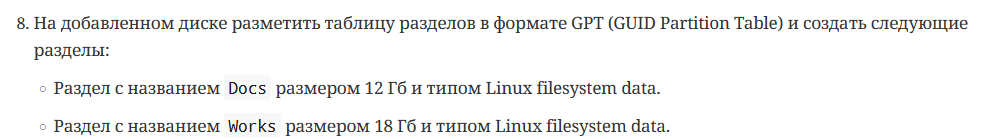 8. На добавленном диске разметить таблицу разделов в формате GPT (GUID Partition Table) и создать следующие
разделы:
◦ Раздел с названием Docs размером 12 Гб и типом Linux filesystem data.
◦ Раздел с названием Works размером 18 Гб и типом Linux filesystem data.